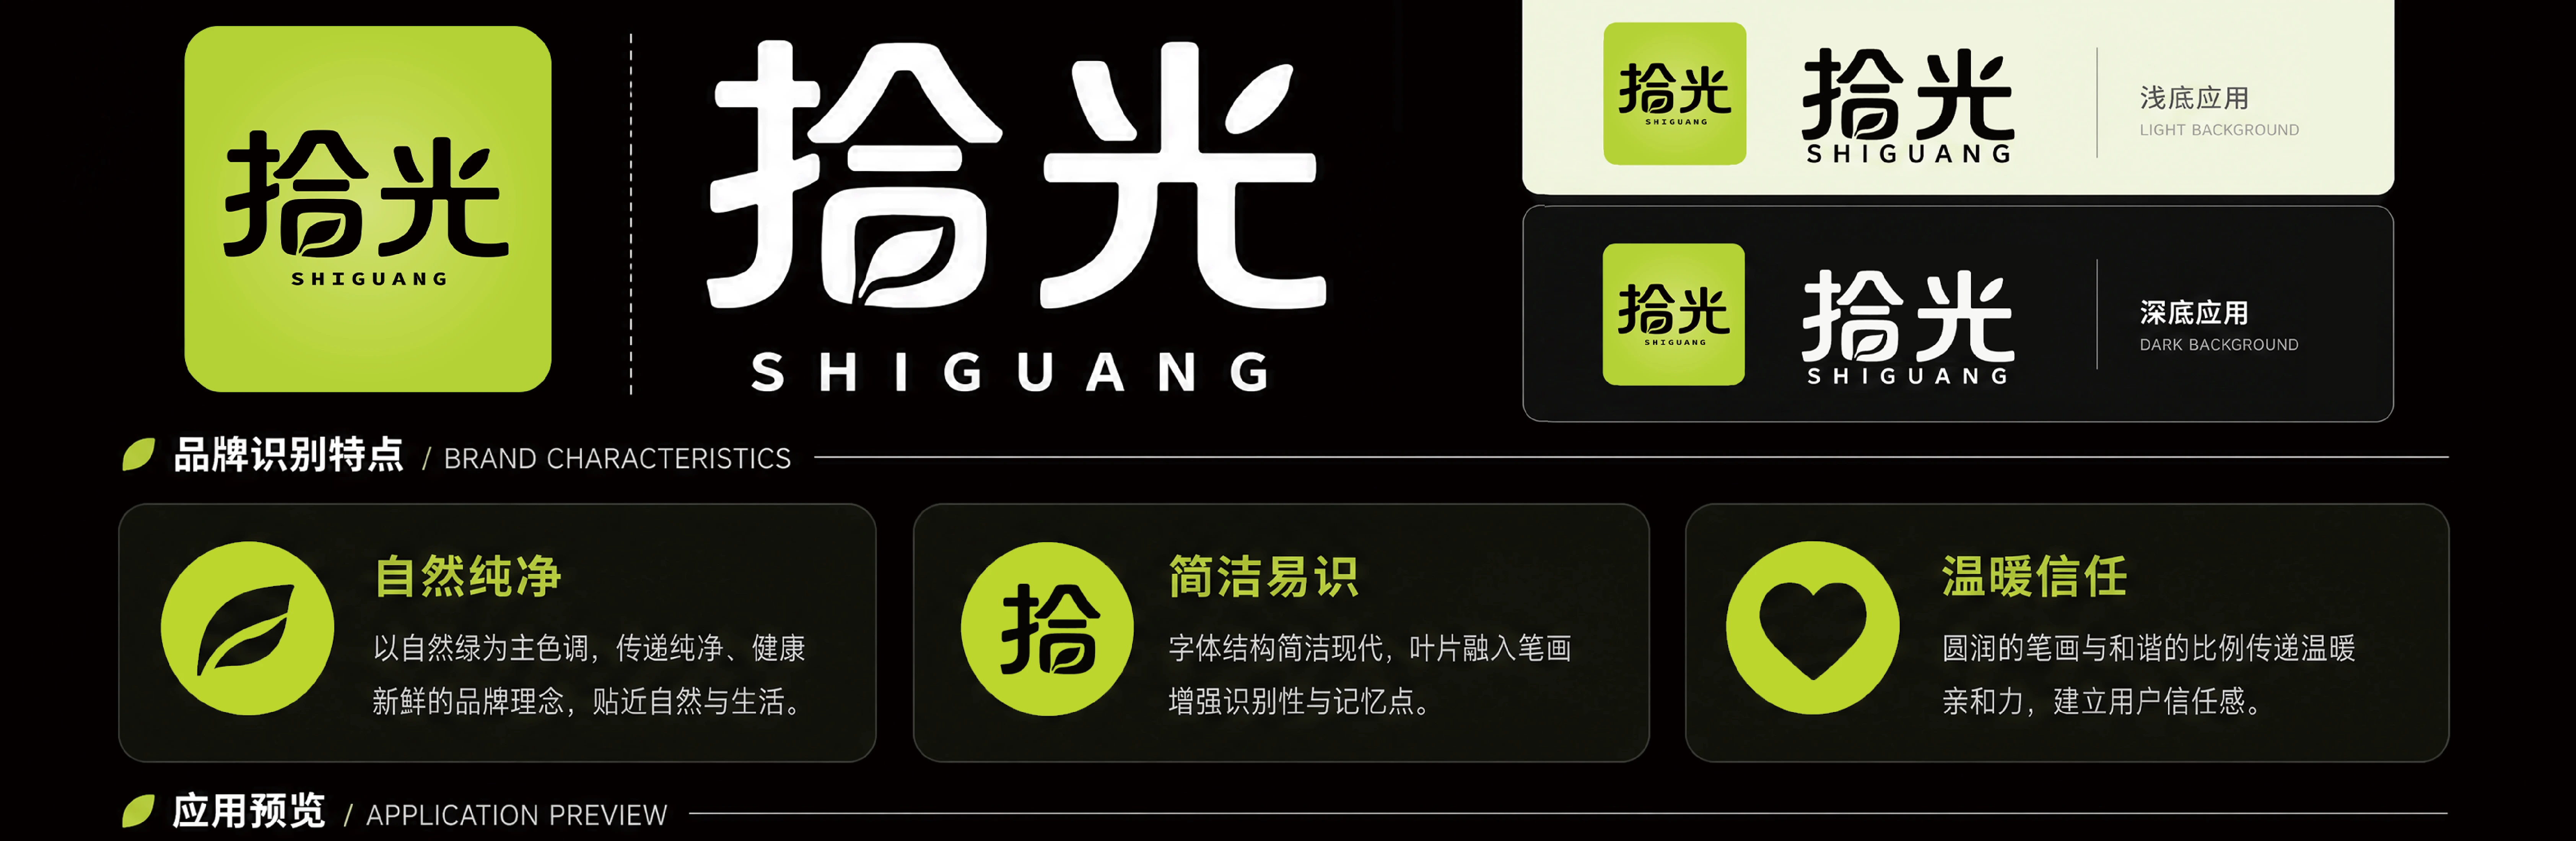 拾光
SHIGUANG
拾光
SHIGUANG
拾光
SHIGUANG
拾光
SHIGUANG
浅底应用
LIGHT BACKGROUND
拾光
SHIGUANG
拾光
SHIGUANG
深底应用
DARK BACKGROUND
品牌识别特点 / BRAND CHARACTERISTICS
自然纯净
以自然绿为主色调，传递纯净、健康
新鲜的品牌理念，贴近自然与生活。
拾
简洁易识
字体结构简洁现代，叶片融入笔画
增强识别性与记忆点。
温暖信任
圆润的笔画与和谐的比例传递温暖
亲和力，建立用户信任感。
应用预览 / APPLICATION PREVIEW